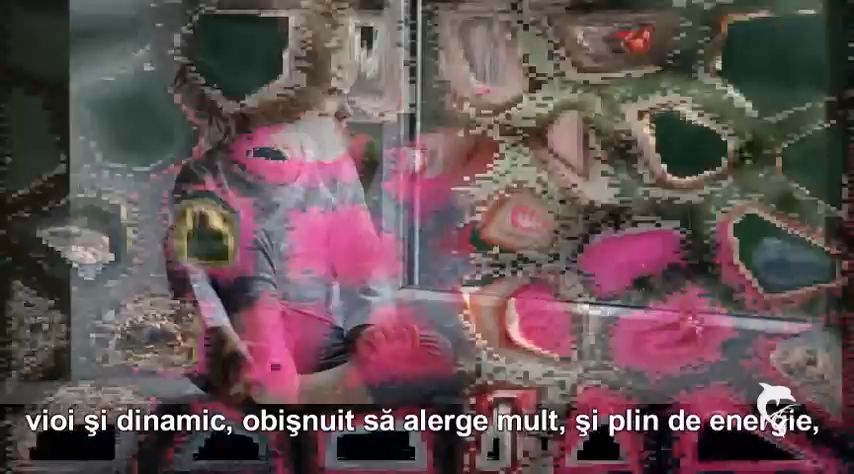 vioi şi dinamic, obişnuit să alerge mult, şi plin de energie,